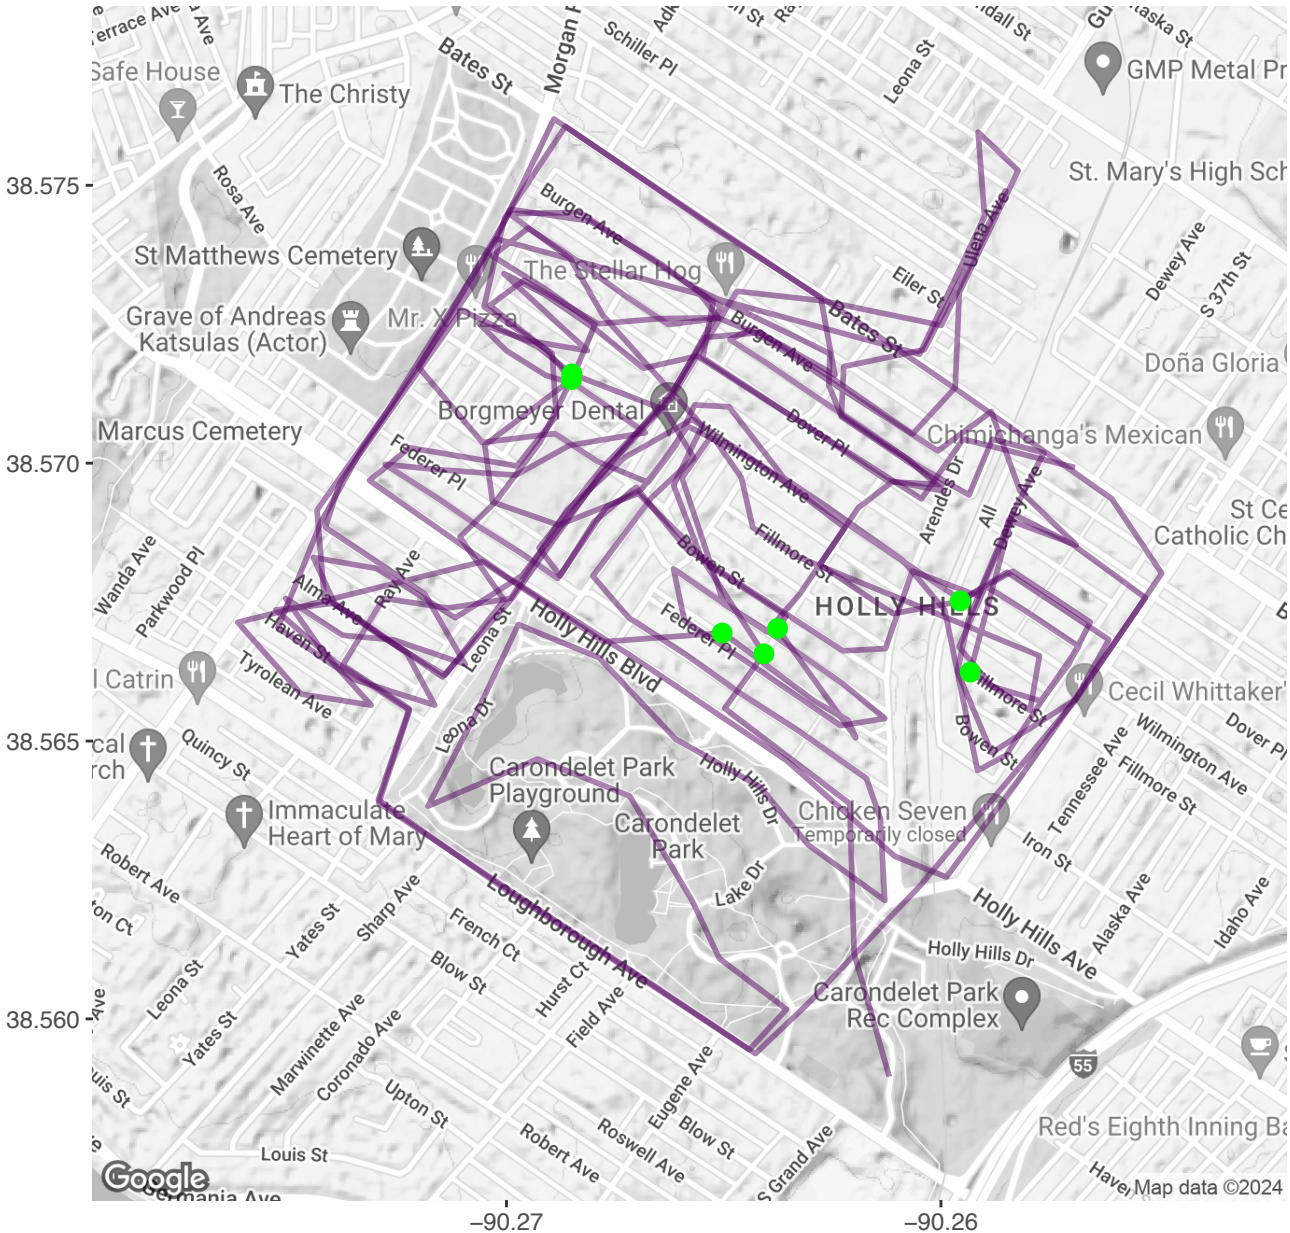 Terrace Ave
Bates St
Morgan F
Schiller Pl
Leona St
GMP Metal Pr
Safe House
The Christy
Rosa Ave
St. Mary's High Sch
38.575
Burgen Ave
Ulena Ave
Dewey Ave
S 37th St
St Matthews Cemetery
The Stellar Hog
Eiler St
Grave of Andreas
Katsulas (Actor)
Mr. X Pizza
Bates St
Burgen Ave
Doña Gloria
Borgmeyer Dental
Marcus Cemetery
Dover Pl
Chimichanga's Mexican
38.570
Federer Pl
Wilmington Ave
Arendes Dr
All
Dewey Ave
St Ce
Catholic Ch
Fillmore St
Wanda Ave
Parkwood Pl
Ray Ave
Bowen St
Alma Ave
HOLLY HILLS
Haven St
Leona St
Holly Hills Blvd
Federer Pl
Tyrolean Ave
l Catrin
Fillmore St
Cecil Whittaker'
Leona Dr
Bowen St
Wilmington Ave
Dover Pl
38.565
cal
rch
Quincy St
Carondelet Park
Playground
Holly Hills Dr
Tennessee Ave
Fillmore St
Immaculate
Heart of Mary
Carondelet
Park
Chicken Seven
Temporarily closed
Iron St
Robert Ave
Lake Dr
ton Ct
Yates St
Sharp Ave
Loughborough Ave
Holly Hills Ave
Alaska Ave
Idaho Ave
French Ct
Holly Hills Dr
Leona St
Blow St
Hurst Ct
Carondelet Park
Rec Complex
38.560
Ave
Yates St
Marwinette Ave
Coronado Ave
Field Ave
Eugene Ave
55
uis St
Upton St
Robert Ave
Roswell Ave
Blow St
S Grand Ave
Red's Eighth Inning Ba
Louis St
Google
Germania Ave
Map data ©2024
−90.27
−90.26